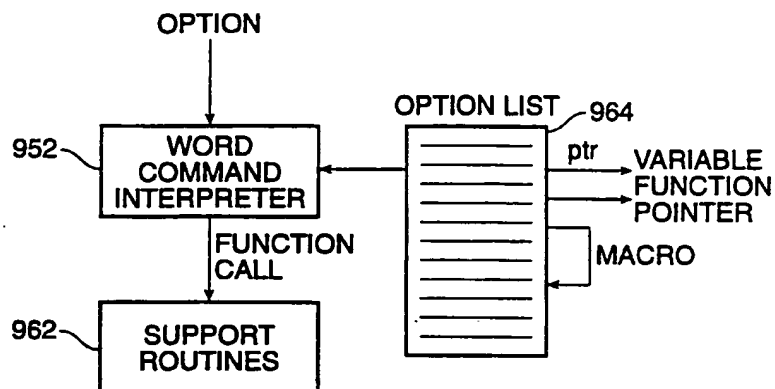 OPTION
952
WORD
COMMAND
INTERPRETER
FUNCTION
CALL
962
SUPPORT
ROUTINES
OPTION LIST
964
ptr
VARIABLE
FUNCTION
POINTER
MACRO